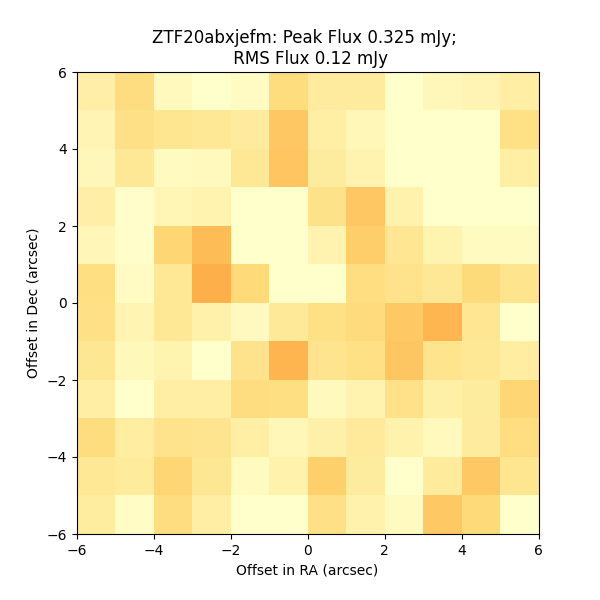 ZTF20abxjefm: Peak Flux 0.325 mJy;
RMS Flux 0.12 mJy
6
4
2
0
−2
−4
−6
Offset in Dec (arcsec)
−6 −4 −2 0 2 4 6
Offset in RA (arcsec)